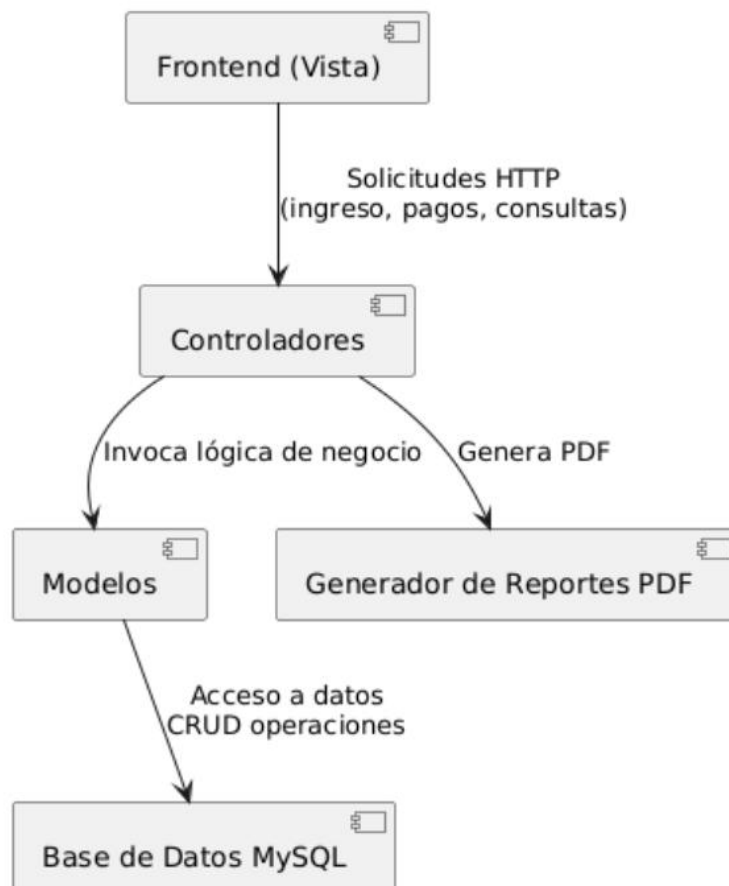 Frontend (Vista)
Solicitudes HTTP
(ingreso, pagos, consultas)
Controladores
Invoca lógica de negocio
Genera PDF
Modelos
Generador de Reportes PDF
Acceso a datos
CRUD operaciones
Base de Datos MySQL